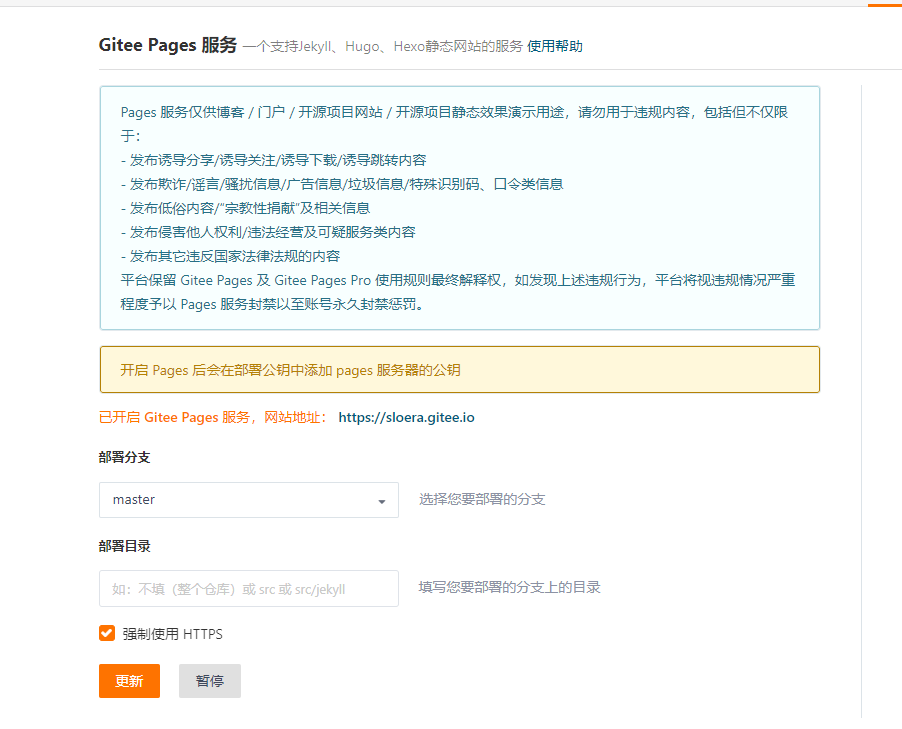 Gitee Pages 服务 一个支持Jekyll、Hugo、Hexo静态网站的服务 使用帮助
Pages 服务仅供博客 / 门户 / 开源项目网站 / 开源项目静态效果演示用途，请勿用于违规内容，包括但不仅限
于：
- 发布诱导分享/诱导关注/诱导下载/诱导跳转内容
- 发布欺诈/谣言/骚扰信息/广告信息/垃圾信息/特殊识别码、口令类信息
- 发布低俗内容/“宗教性捐献”及相关信息
- 发布侵害他人权利/违法经营及可疑服务类内容
- 发布其它违反国家法律法规的内容
平台保留 Gitee Pages 及 Gitee Pages Pro 使用规则最终解释权，如发现上述违规行为，平台将视违规情况严重
程度予以 Pages 服务封禁以至账号永久封禁惩罚。
开启 Pages 后会在部署公钥中添加 pages 服务器的公钥
已开启 Gitee Pages 服务，网站地址： https://sloera.gitee.io
部署分支
master 选择您要部署的分支
部署目录
如：不填（整个仓库）或 src 或 src/jekyll 填写您要部署的分支上的目录
强制使用 HTTPS
更新 暂停